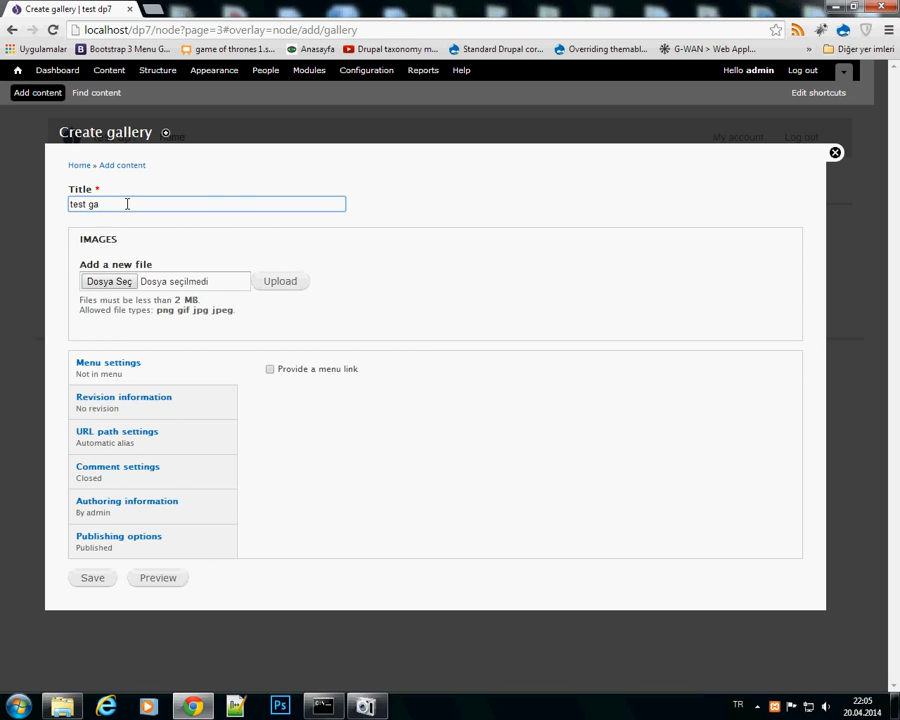 Create gallery | test dp7
localhost/dp7/node?page=3#overlay=node/add/gallery
Uygulamalar
Bootstrap 3 Menu G...
game of thrones 1.s...
Anasayfa
Drupal taxonomy m...
Standard Drupal cor...
Overriding themabl...
G-WAN > Web Appl...
»
Diğer yer imleri
Dashboard Content Structure Appearance People Modules Configuration Reports Help
Hello admin Log out
Add content Find content
Edit shortcuts
Create gallery
Home
My account Log out
Home » Add content
Title *
test ga
IMAGES
Add a new file
Dosya Seç Dosya seçilmedi
Upload
Files must be less than 2 MB.
Allowed file types: png gif jpg jpeg.
Menu settings
Not in menu
Provide a menu link
Revision information
No revision
URL path settings
Automatic alias
Comment settings
Closed
Authoring information
By admin
Publishing options
Published
Save Preview
Ps
TR
22:05
20.04.2014